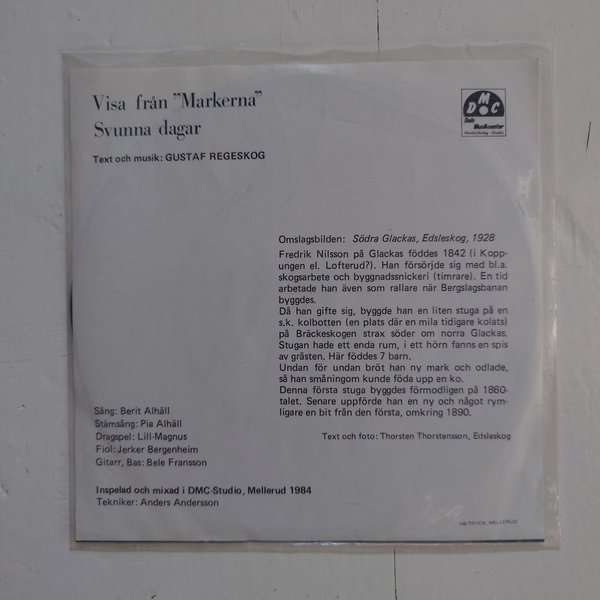 Visa från ”Markerna”
Svunna dagar
Text och musik: GUSTAF REGESKOG
DMC
Dals
Musikcenter
Omslagsbilden: Södra Glackas, Edsleskog, 1928
Fredrik Nilsson på Glackas föddes 1842 (i Kopp-
ungen el. Lofterud?). Han försörjde sig med bl.a.
skogsarbete och byggnadssnickeri (timrare). En tid
arbetade han även som rallare när Bergslagsbanan
byggdes.
Då han gifte sig, byggde han en liten stuga på en
s.k. kolbotten (en plats där en mila tidigare kolats)
på Bräckeskogen strax söder om norra Glackas.
Stugan hade ett enda rum, i ett hörn fanns en spis
av gråsten. Här föddes 7 barn.
Undan för undan bröt han ny mark och odlade,
så han småningom kunde föda upp en ko.
Denna första stuga byggdes förmodligen på 1860-
talet. Senare uppförde han en ny och något rym-
ligare en bit från den första, omkring 1890.
Text och foto: Thorsten Thorstensson, Edsleskog
Sång: Berit Alhäll
Stämsång: Pia Alhäll
Dragspel: Lill-Magnus
Fiol: Jerker Bergenheim
Gitarr, Bas: Bele Fransson
Inspelad och mixad i DMC-Studio, Mellerud 1984
Tekniker: Anders Andersson
NB-TRYCK, MELLERUD